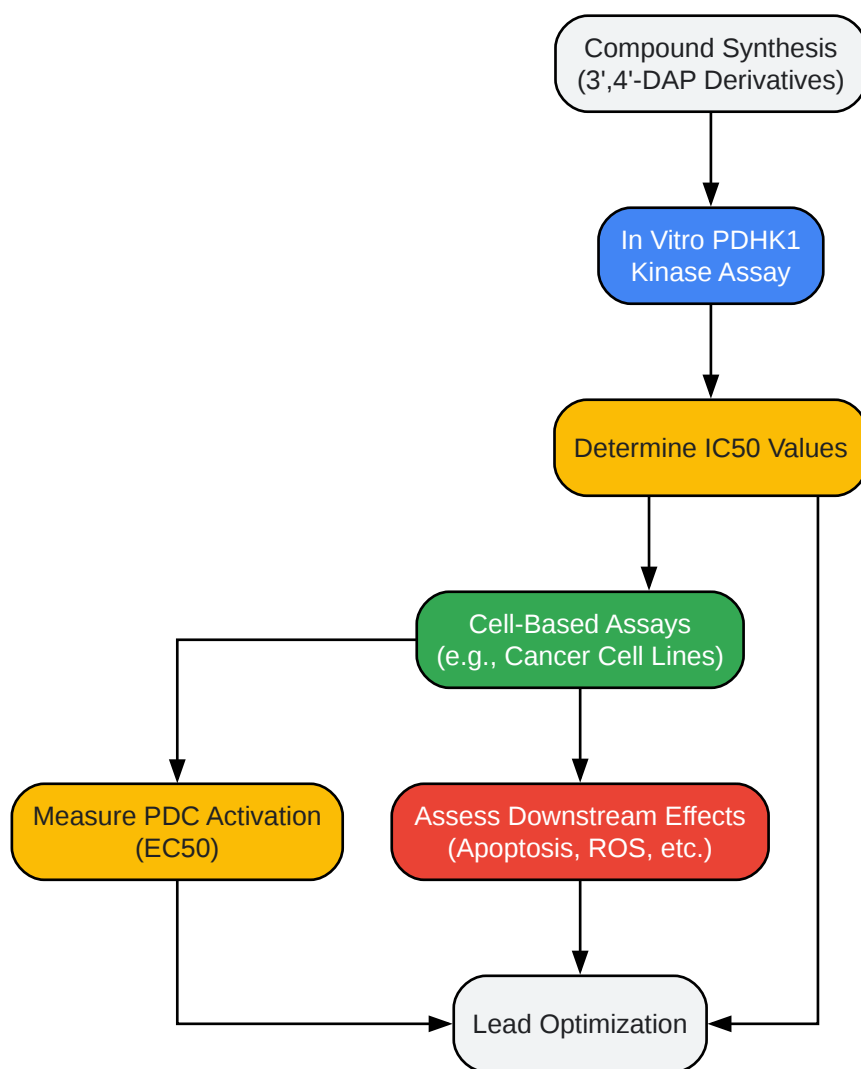 Compound Synthesis
(3',4'-DAP Derivatives)
In Vitro PDHK1
Kinase Assay
Determine IC50 Values
Cell-Based Assays
(e.g., Cancer Cell Lines)
Measure PDC Activation
(EC50)
Assess Downstream Effects
(Apoptosis, ROS, etc.)
Lead Optimization